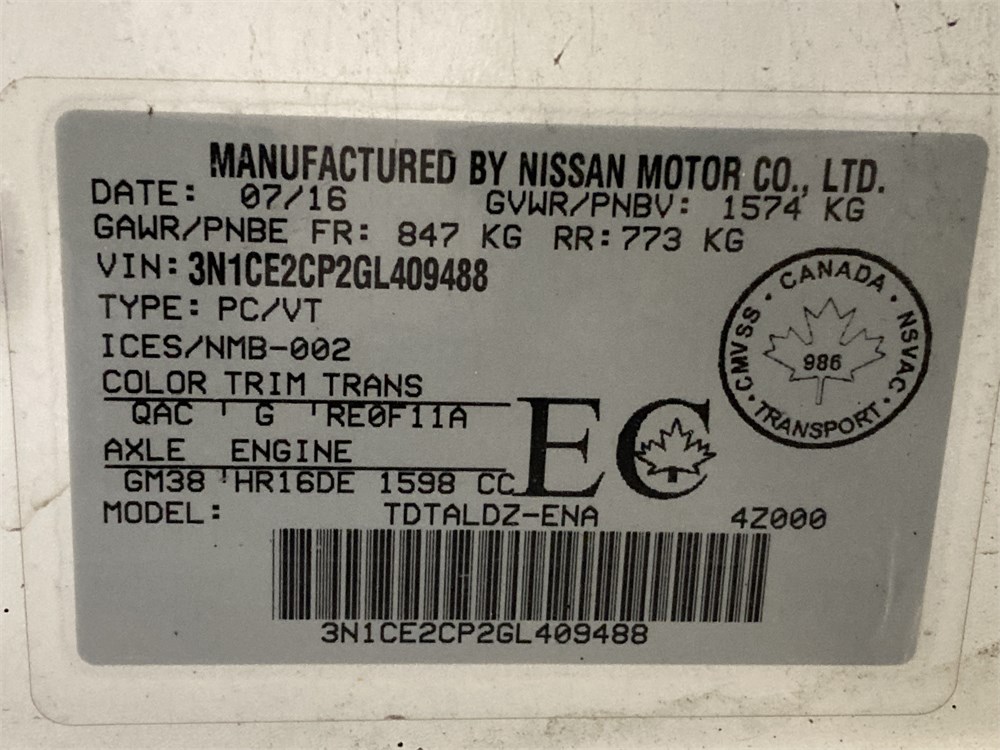 MANUFACTURED BY NISSAN MOTOR CO., LTD.
DATE: 07/16 GVWR/PNBV: 1574 KG
GAWR/PNBE FR: 847 KG RR: 773 KG
VIN: 3N1CE2CP2GL409488
TYPE: PC/VT
ICES/NMB-002
COLOR TRIM TRANS
QAC G RE0F11A
AXLE ENGINE
GM38 HR16DE 1598 CC
EC
CANADA · NSVAC · TRANSPORT · CMVSS ·
986
MODEL: TDTALDZ-ENA 4Z000
3N1CE2CP2GL409488